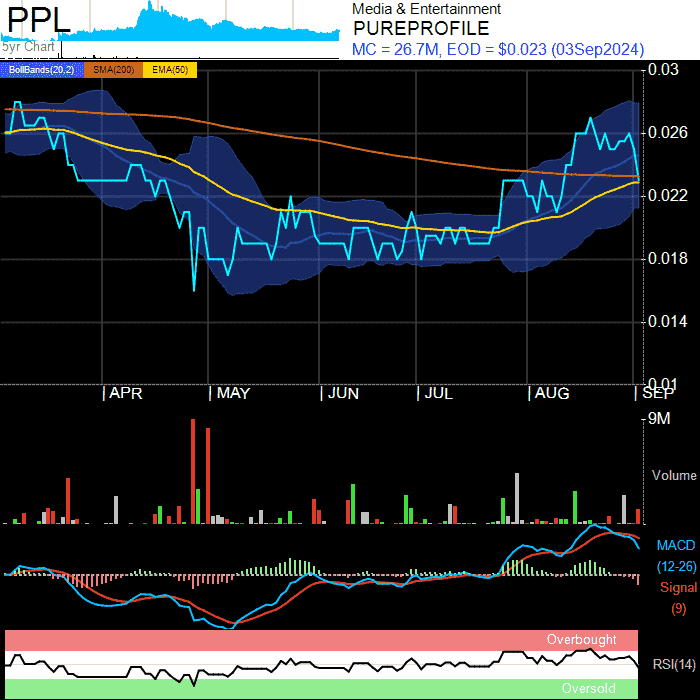 PPL
5yr Chart
Media & Entertainment
PUREPROFILE
MC = 26.7M, EOD = $0.023 (03Sep2024)
BollBands(20,2) SMA(200) EMA(50)
0.03
0.026
0.022
0.018
0.014
0.01
APR MAY JUN JUL AUG SEP
9M
Volume
MACD
(12-26)
Signal
(9)
Overbought
RSI(14)
Oversold